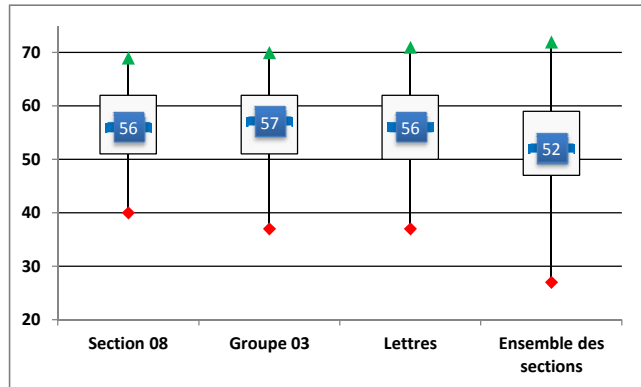 70
60
50
40
30
20
56
57
56
52
Section 08
Groupe 03
Lettres
Ensemble des
sections